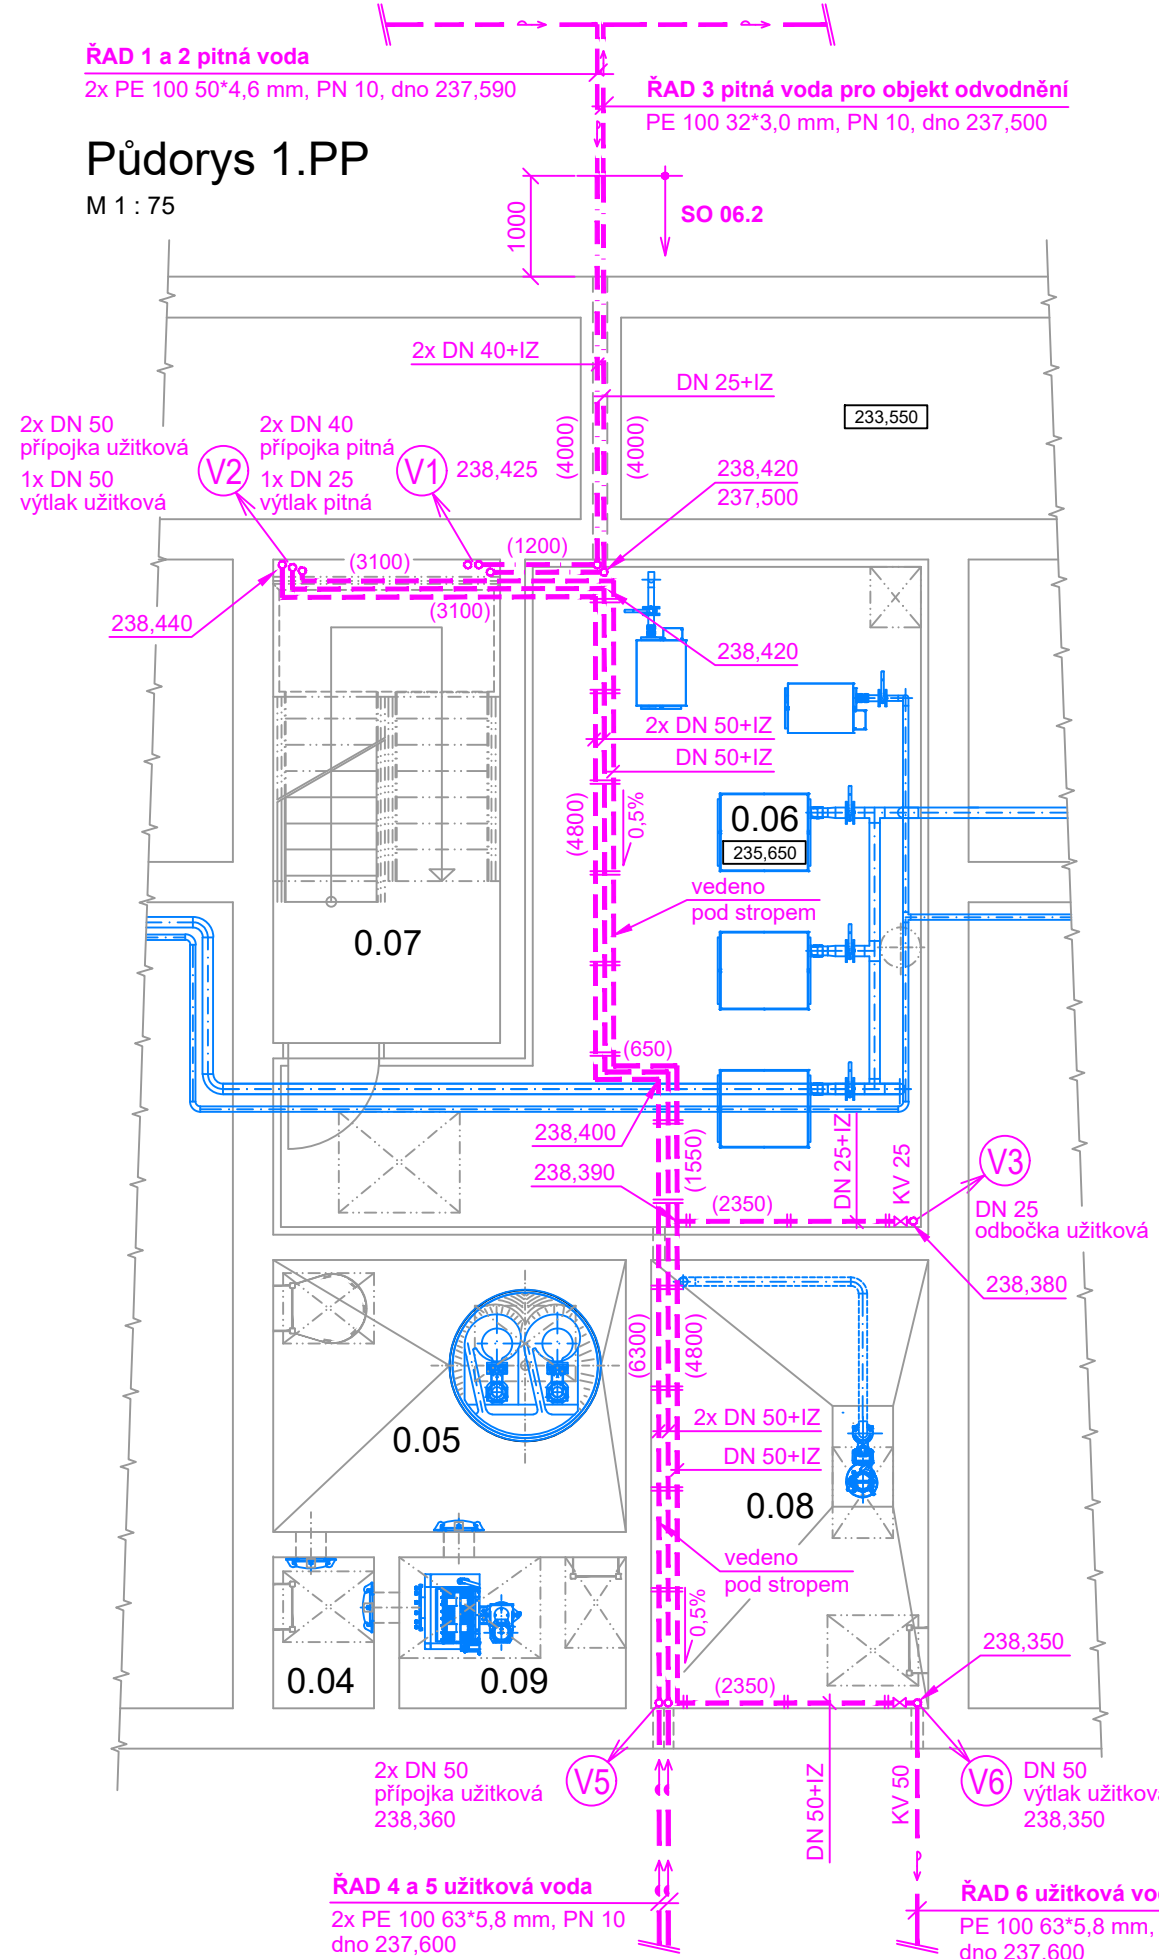 ŘAD 1 a 2 pitná voda
2x PE 100 50*4,6 mm, PN 10, dno 237,590
ŘAD 3 pitná voda pro objekt odvodnění
PE 100 32*3,0 mm, PN 10, dno 237,500
Půdorys 1.PP
M 1 : 75
1000
SO 06.2
2x DN 40+IZ
DN 25+IZ
233,550
2x DN 50
přípojka užitková
1x DN 50
výtlak užitková
V2
2x DN 40
přípojka pitná
1x DN 25
výtlak pitná
V1
238,425
(4000)
(4000)
238,420
237,500
(3100)
(1200)
(3100)
238,440
238,420
2x DN 50+IZ
DN 50+IZ
(4800)
0,5%
0.06
235,650
vedeno
pod stropem
0.07
(650)
238,400
238,390
(1550)
(2350)
DN 25+IZ
KV 25
V3
DN 25
odbočka užitková
238,380
(6300)
(4800)
0.05
2x DN 50+IZ
DN 50+IZ
0.08
vedeno
pod stropem
0,5%
0.04
0.09
(2350)
238,350
2x DN 50
přípojka užitková
238,360
V5
DN 50+IZ
KV 50
V6
DN 50
výtlak užitková
238,350
ŘAD 4 a 5 užitková voda
2x PE 100 63*5,8 mm, PN 10
dno 237,600
ŘAD 6 užitková vo
PE 100 63*5,8 mm,
dno 237,600